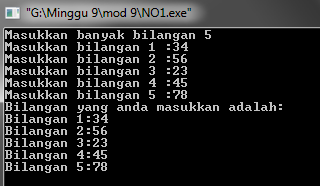 "G:\Minggu 9\mod 9\NO1.exe"
Masukkan banyak bilangan 5
Masukkan bilangan 1 :34
Masukkan bilangan 2 :56
Masukkan bilangan 3 :23
Masukkan bilangan 4 :45
Masukkan bilangan 5 :78
Bilangan yang anda masukkan adalah:
Bilangan 1:34
Bilangan 2:56
Bilangan 3:23
Bilangan 4:45
Bilangan 5:78